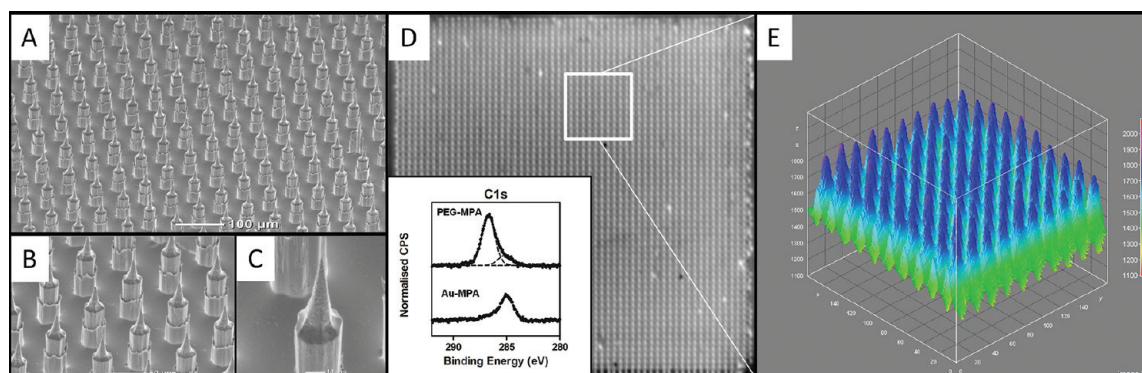 A
100 µm
B
C
D
C1s
PEG-MPA
Au-MPA
Normalised CPS
290
285
280
Binding Energy (eV)
E
2000
1900
1800
1700
1600
1500
1400
1300
1200
1100